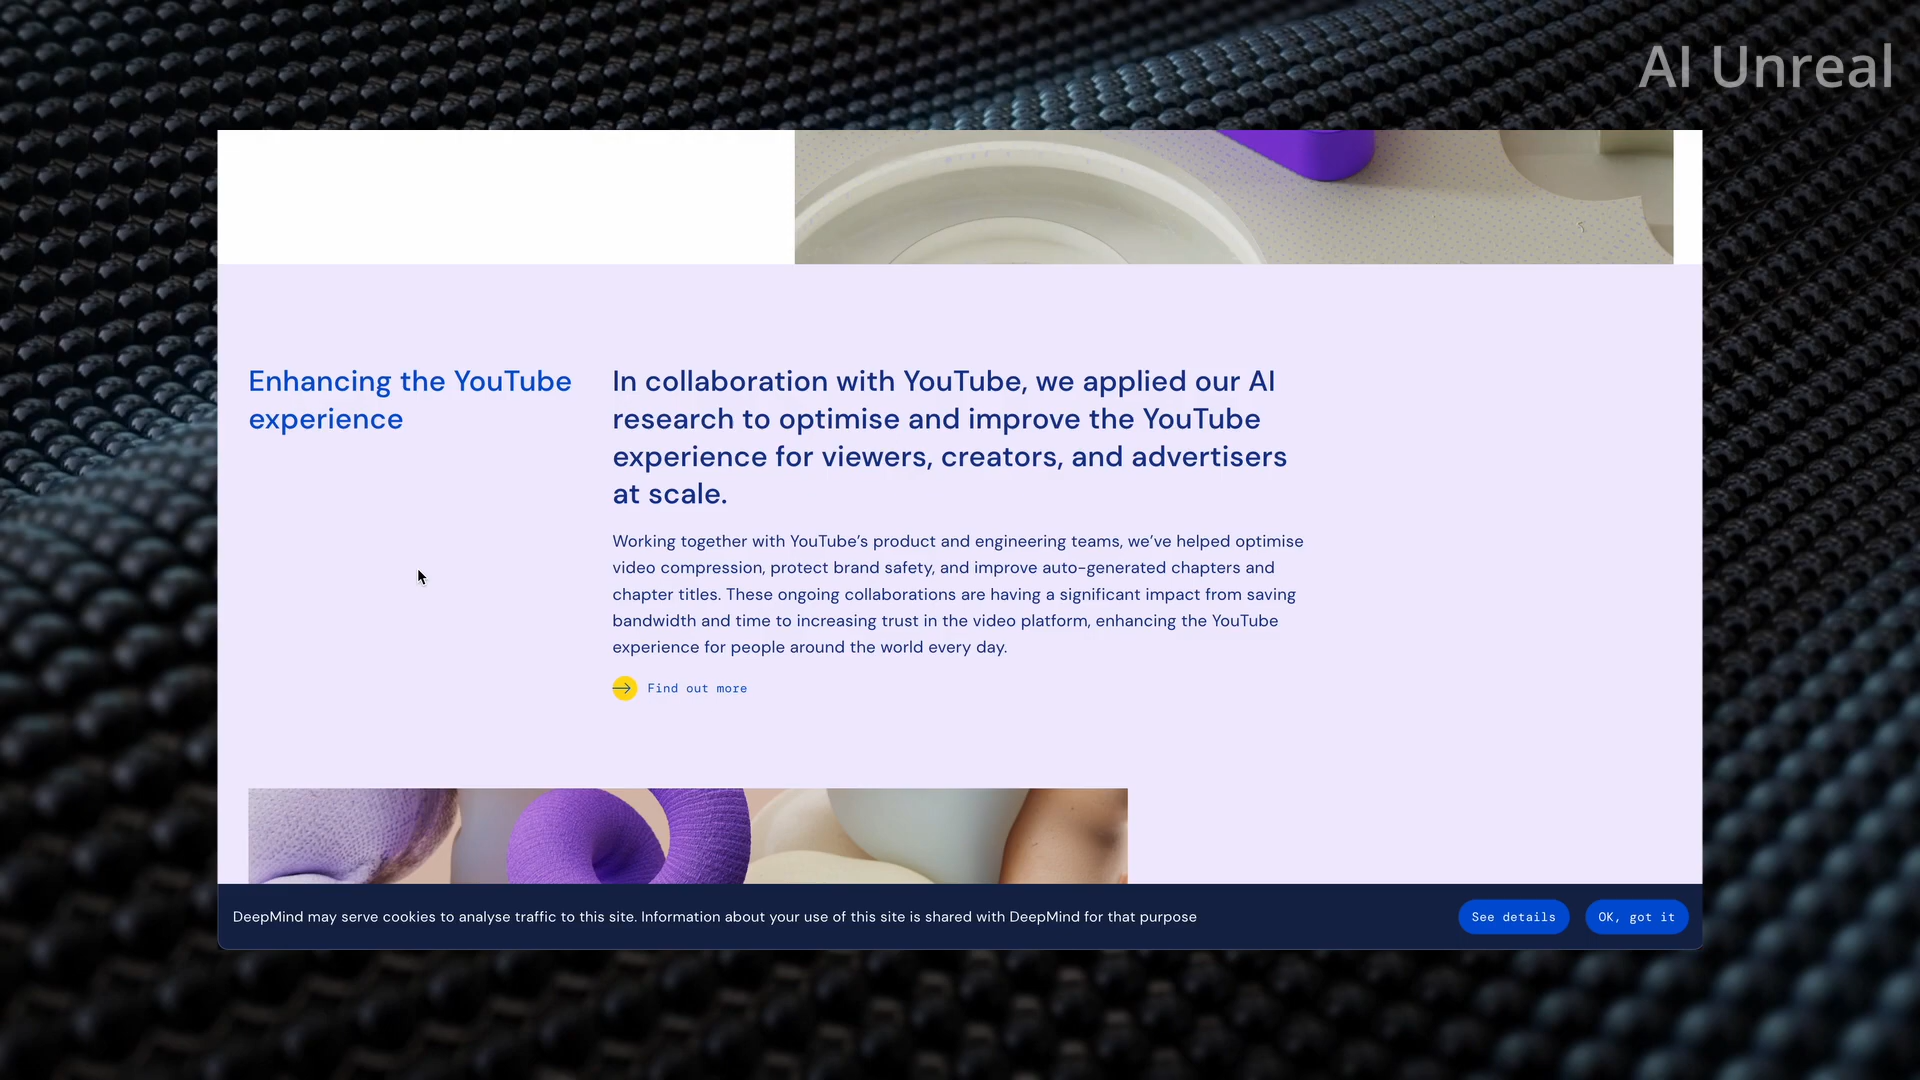 AI Unreal
Enhancing the YouTube
experience
In collaboration with YouTube, we applied our AI
research to optimise and improve the YouTube
experience for viewers, creators, and advertisers
at scale.
Working together with YouTube’s product and engineering teams, we’ve helped optimise
video compression, protect brand safety, and improve auto-generated chapters and
chapter titles. These ongoing collaborations are having a significant impact from saving
bandwidth and time to increasing trust in the video platform, enhancing the YouTube
experience for people around the world every day.
Find out more
DeepMind may serve cookies to analyse traffic to this site. Information about your use of this site is shared with DeepMind for that purpose
See details
OK, got it